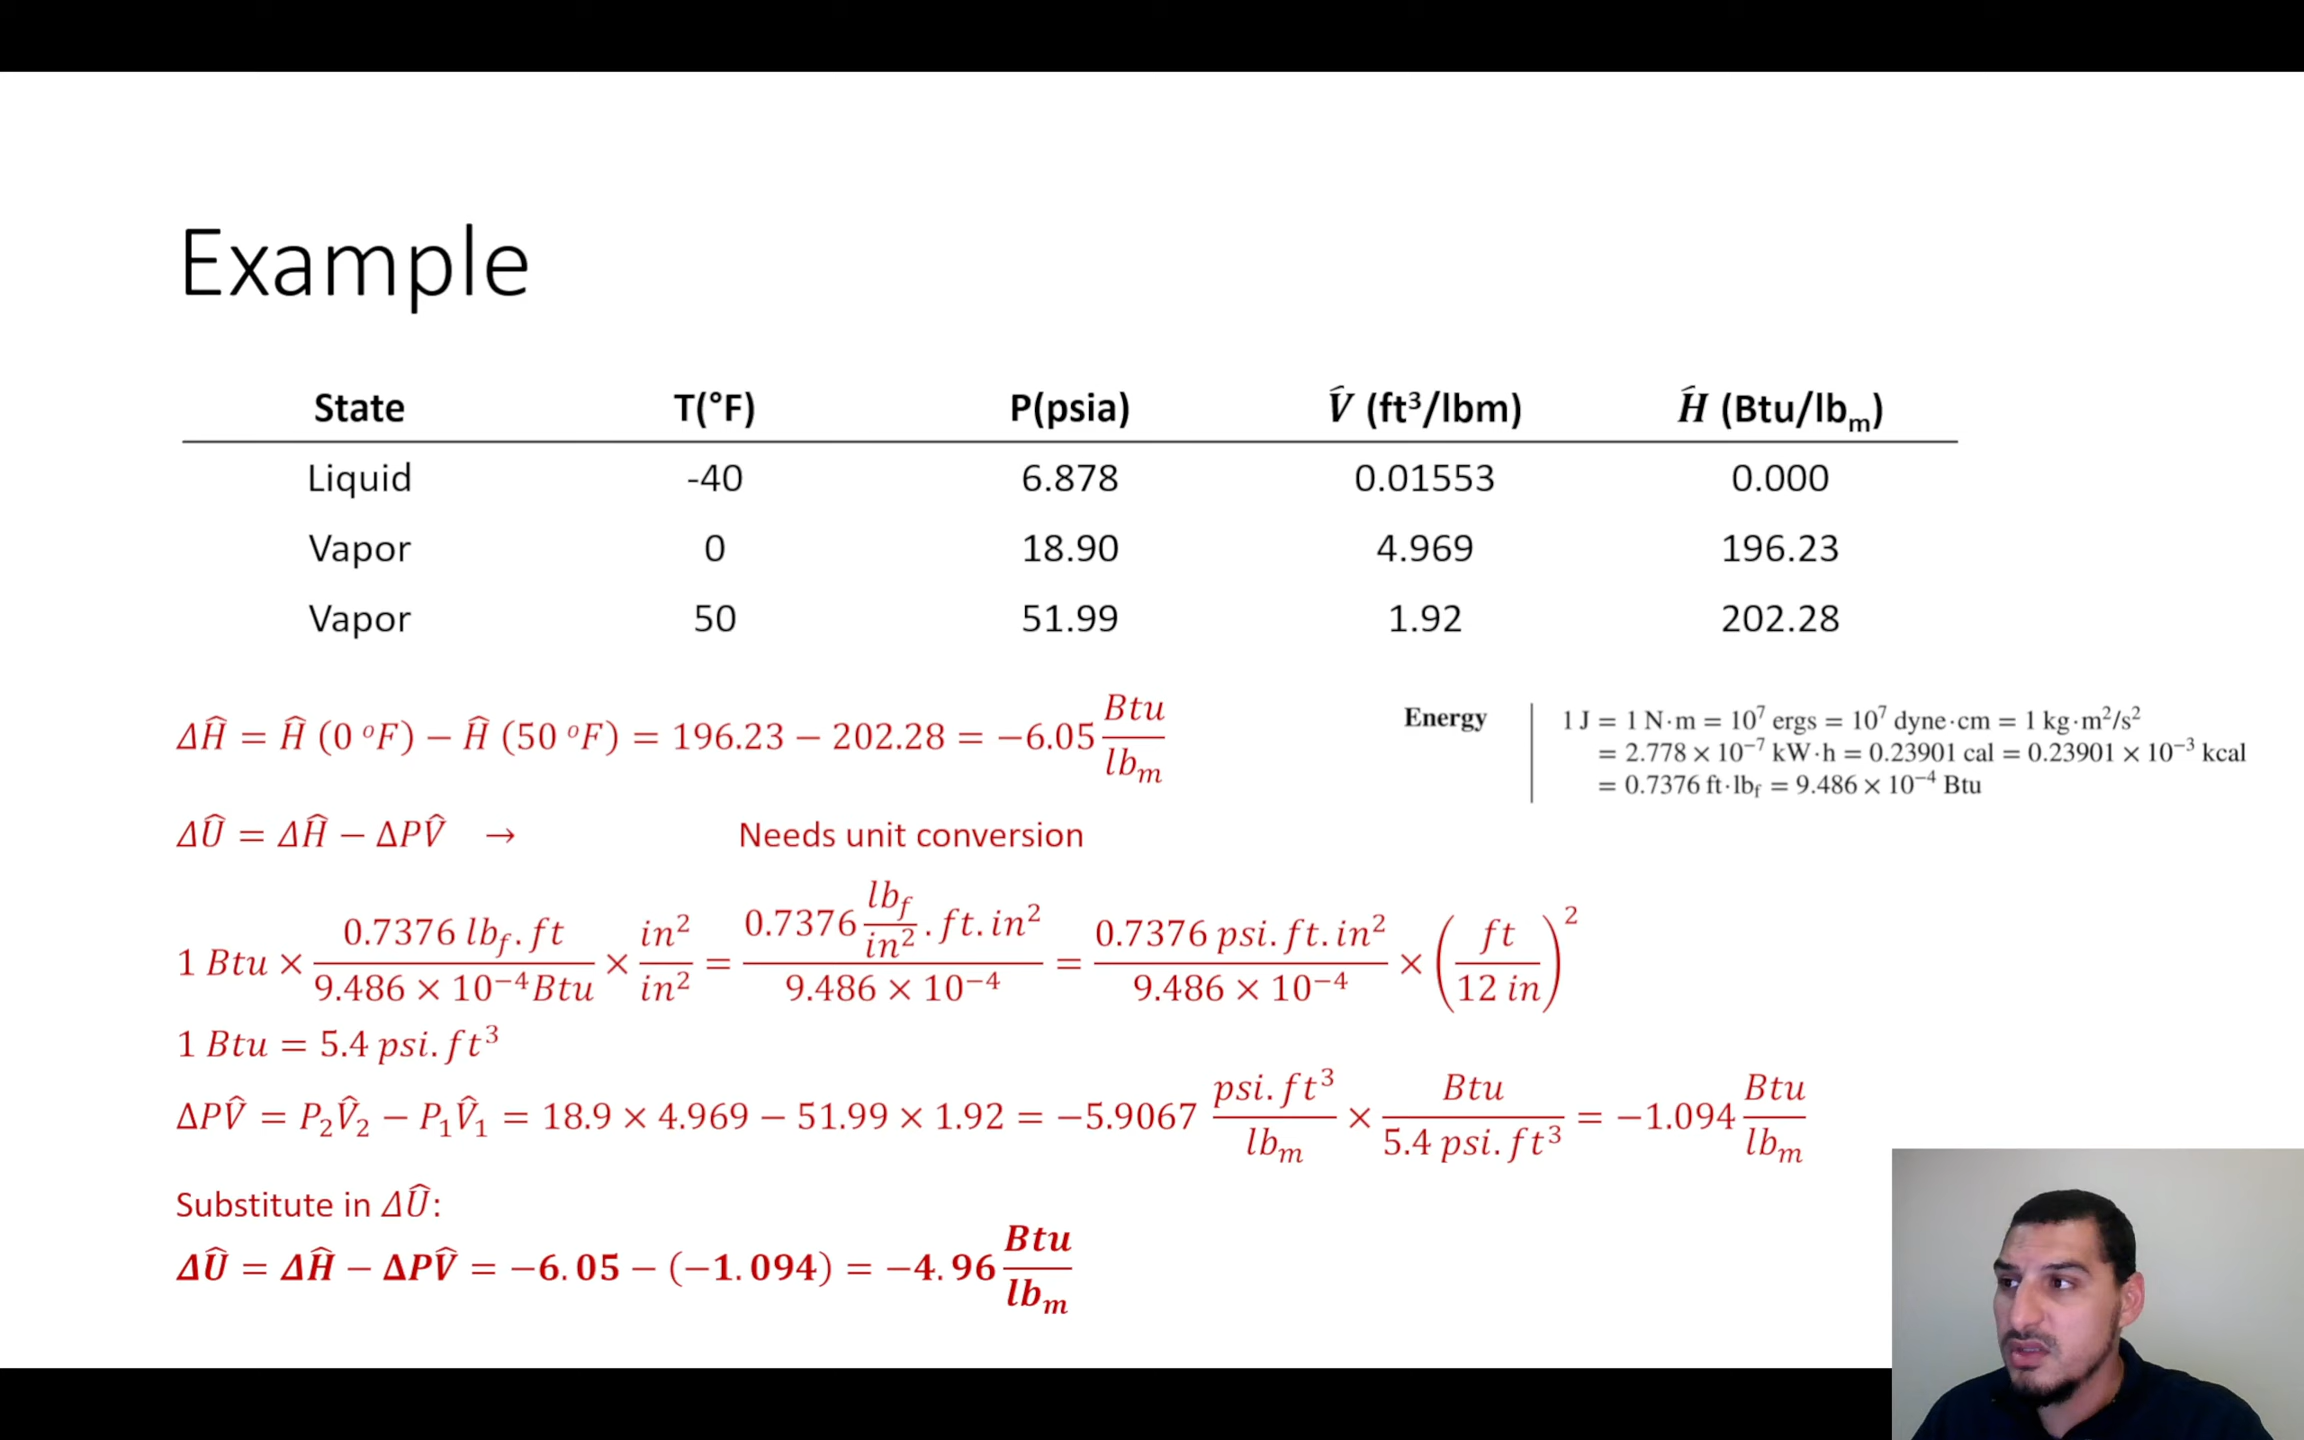 Example
State T(°F) P(psia) V́ (ft³/lbm) H́ (Btu/lbₘ)
Liquid -40 6.878 0.01553 0.000
Vapor 0 18.90 4.969 196.23
Vapor 50 51.99 1.92 202.28
ΔĤ = Ĥ (0 °F) − Ĥ (50 °F) = 196.23 − 202.28 = −6.05 Btu/lbₘ
Energy 1 J = 1 N·m = 10⁷ ergs = 10⁷ dyne·cm = 1 kg·m²/s²
= 2.778 × 10⁻⁷ kW·h = 0.23901 cal = 0.23901 × 10⁻³ kcal
= 0.7376 ft·lb_f = 9.486 × 10⁻⁴ Btu
ΔÛ = ΔĤ − ΔPV̂ → Needs unit conversion
1 Btu × (0.7376 lb_f.ft)/(9.486 × 10⁻⁴ Btu) × in²/in² = (0.7376 lb_f/in² . ft. in²)/(9.486 × 10⁻⁴) = (0.7376 psi. ft. in²)/(9.486 × 10⁻⁴) × (ft/12 in)²
1 Btu = 5.4 psi. ft³
ΔPV̂ = P₂V̂₂ − P₁V̂₁ = 18.9 × 4.969 − 51.99 × 1.92 = −5.9067 psi. ft³/lbₘ × Btu/(5.4 psi. ft³) = −1.094 Btu/lbₘ
Substitute in ΔÛ:
ΔÛ = ΔĤ − ΔPV̂ = −6.05 − (−1.094) = −4.96 Btu/lbₘ